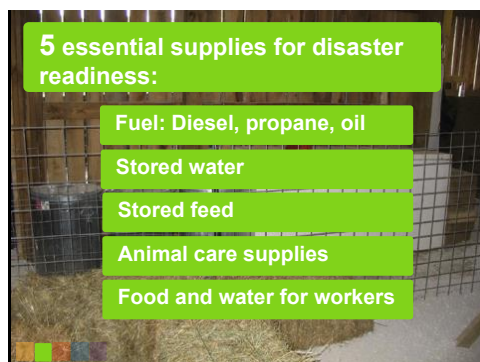 5 essential supplies for disaster
readiness:
Fuel: Diesel, propane, oil
Stored water
Stored feed
Animal care supplies
Food and water for workers